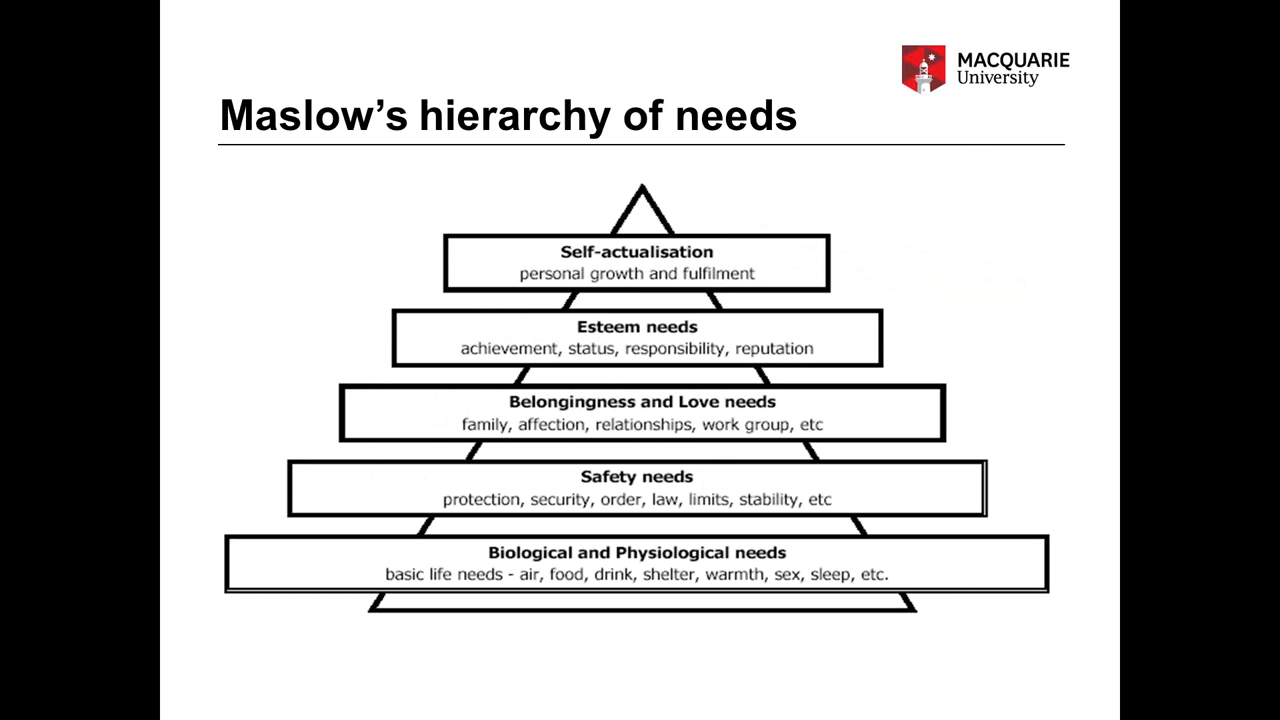 MACQUARIE
University
Maslow's hierarchy of needs
Self-actualisation
personal growth and fulfilment
Esteem needs
achievement, status, responsibility, reputation
Belongingness and Love needs
family, affection, relationships, work group, etc
Safety needs
protection, security, order, law, limits, stability, etc
Biological and Physiological needs
basic life needs - air, food, drink, shelter, warmth, sex, sleep, etc.